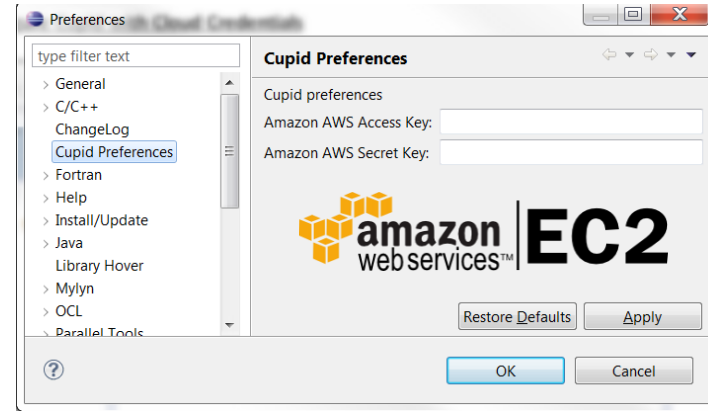 Preferences
type filter text
General
C/C++
ChangeLog
Cupid Preferences
Fortran
Help
Install/Update
Java
Library Hover
Mylyn
OCL
Parallel Tools
Cupid Preferences
Cupid preferences
Amazon AWS Access Key:
Amazon AWS Secret Key:
amazon
web services™
EC2
Restore Defaults
Apply
OK
Cancel